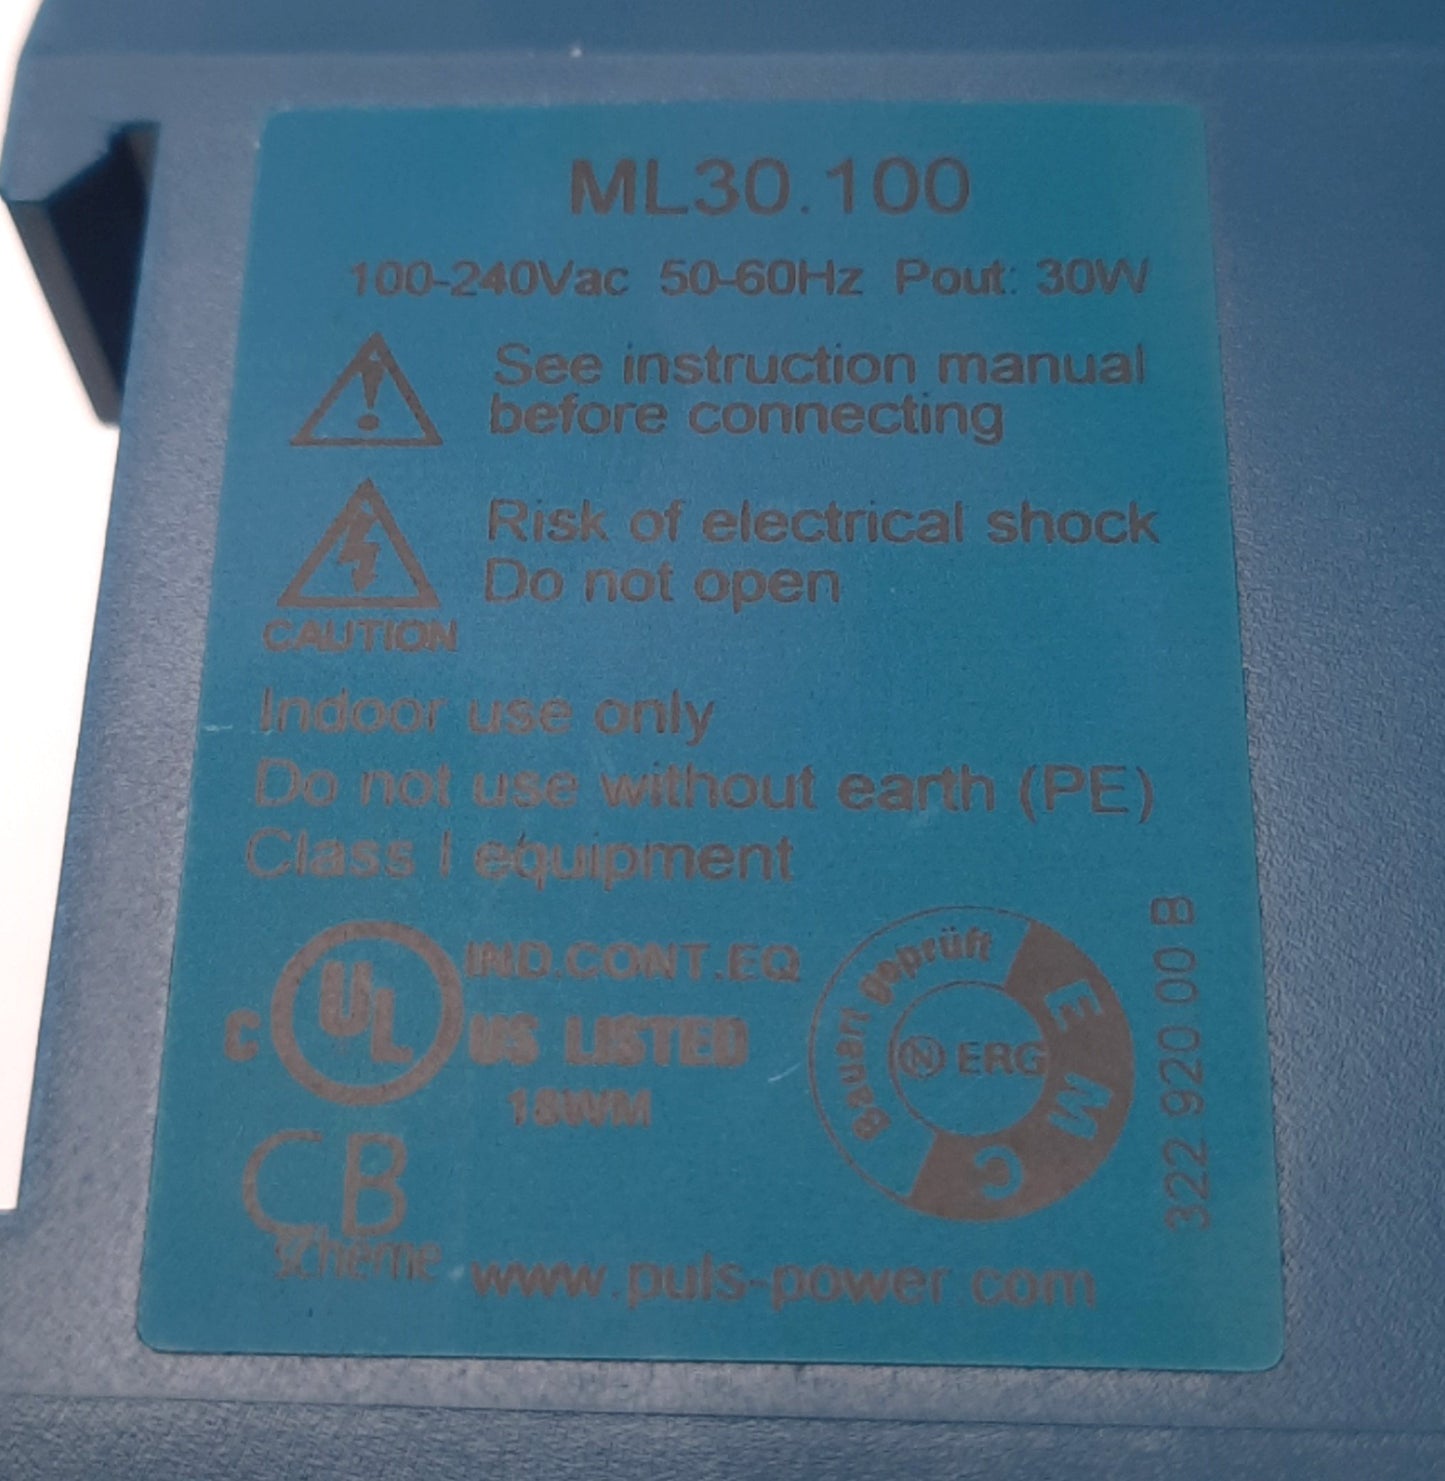 ML30.100
100-240Vac 50-60Hz Pout: 30W
See instruction manual
before connecting
Risk of electrical shock
Do not open
CAUTION
Indoor use only
Do not use without earth (PE)
Class I equipment
C UL US LISTED
IND.CONT.EQ
18WM
Bauart geprüft
EMC
N ERG
CB
scheme
www.puls-power.com
322 920 00 B